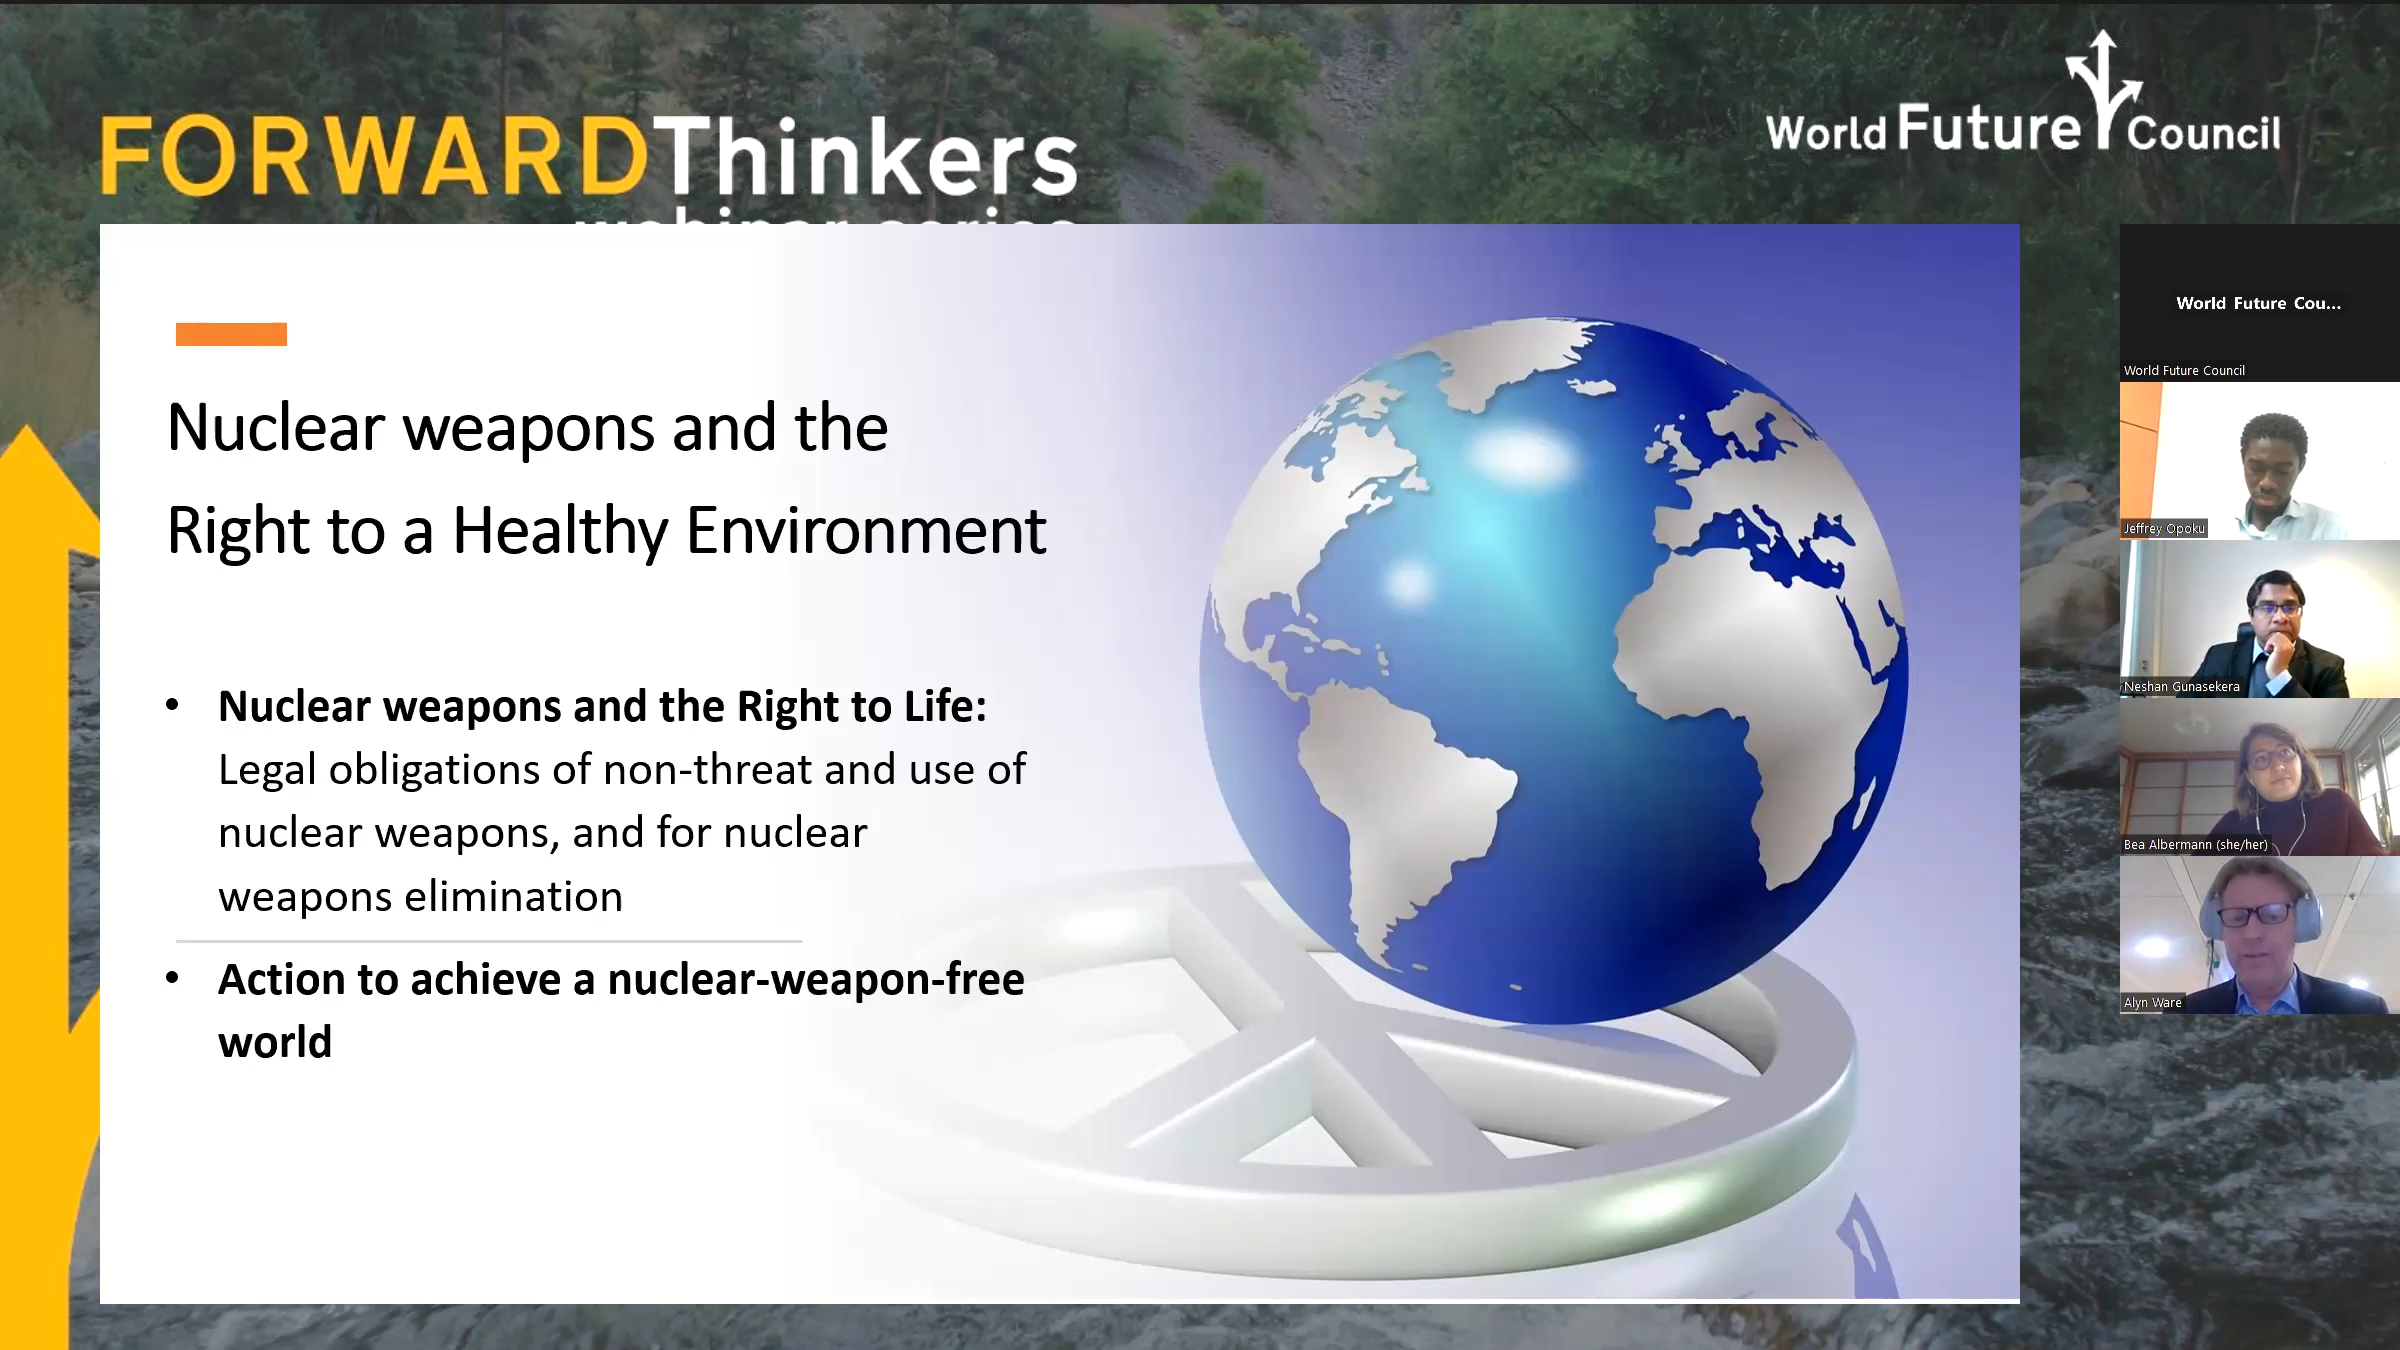 FORWARDThinkers
webinar series
World Future Council
Nuclear weapons and the
Right to a Healthy Environment
• Nuclear weapons and the Right to Life:
Legal obligations of non-threat and use of
nuclear weapons, and for nuclear
weapons elimination
• Action to achieve a nuclear-weapon-free
world
World Future Cou...
World Future Council
Jeffrey Opoku
Neshan Gunasekera
Bea Albermann (she/her)
Alyn Ware